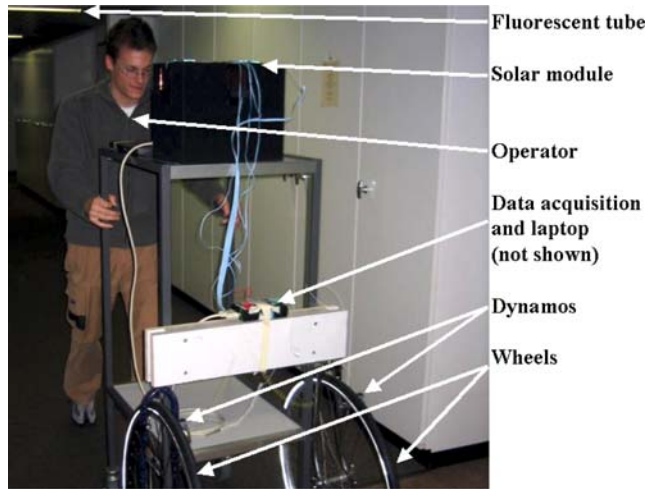 Fluorescent tube
Solar module
Operator
Data acquisition
and laptop
(not shown)
Dynamos
Wheels